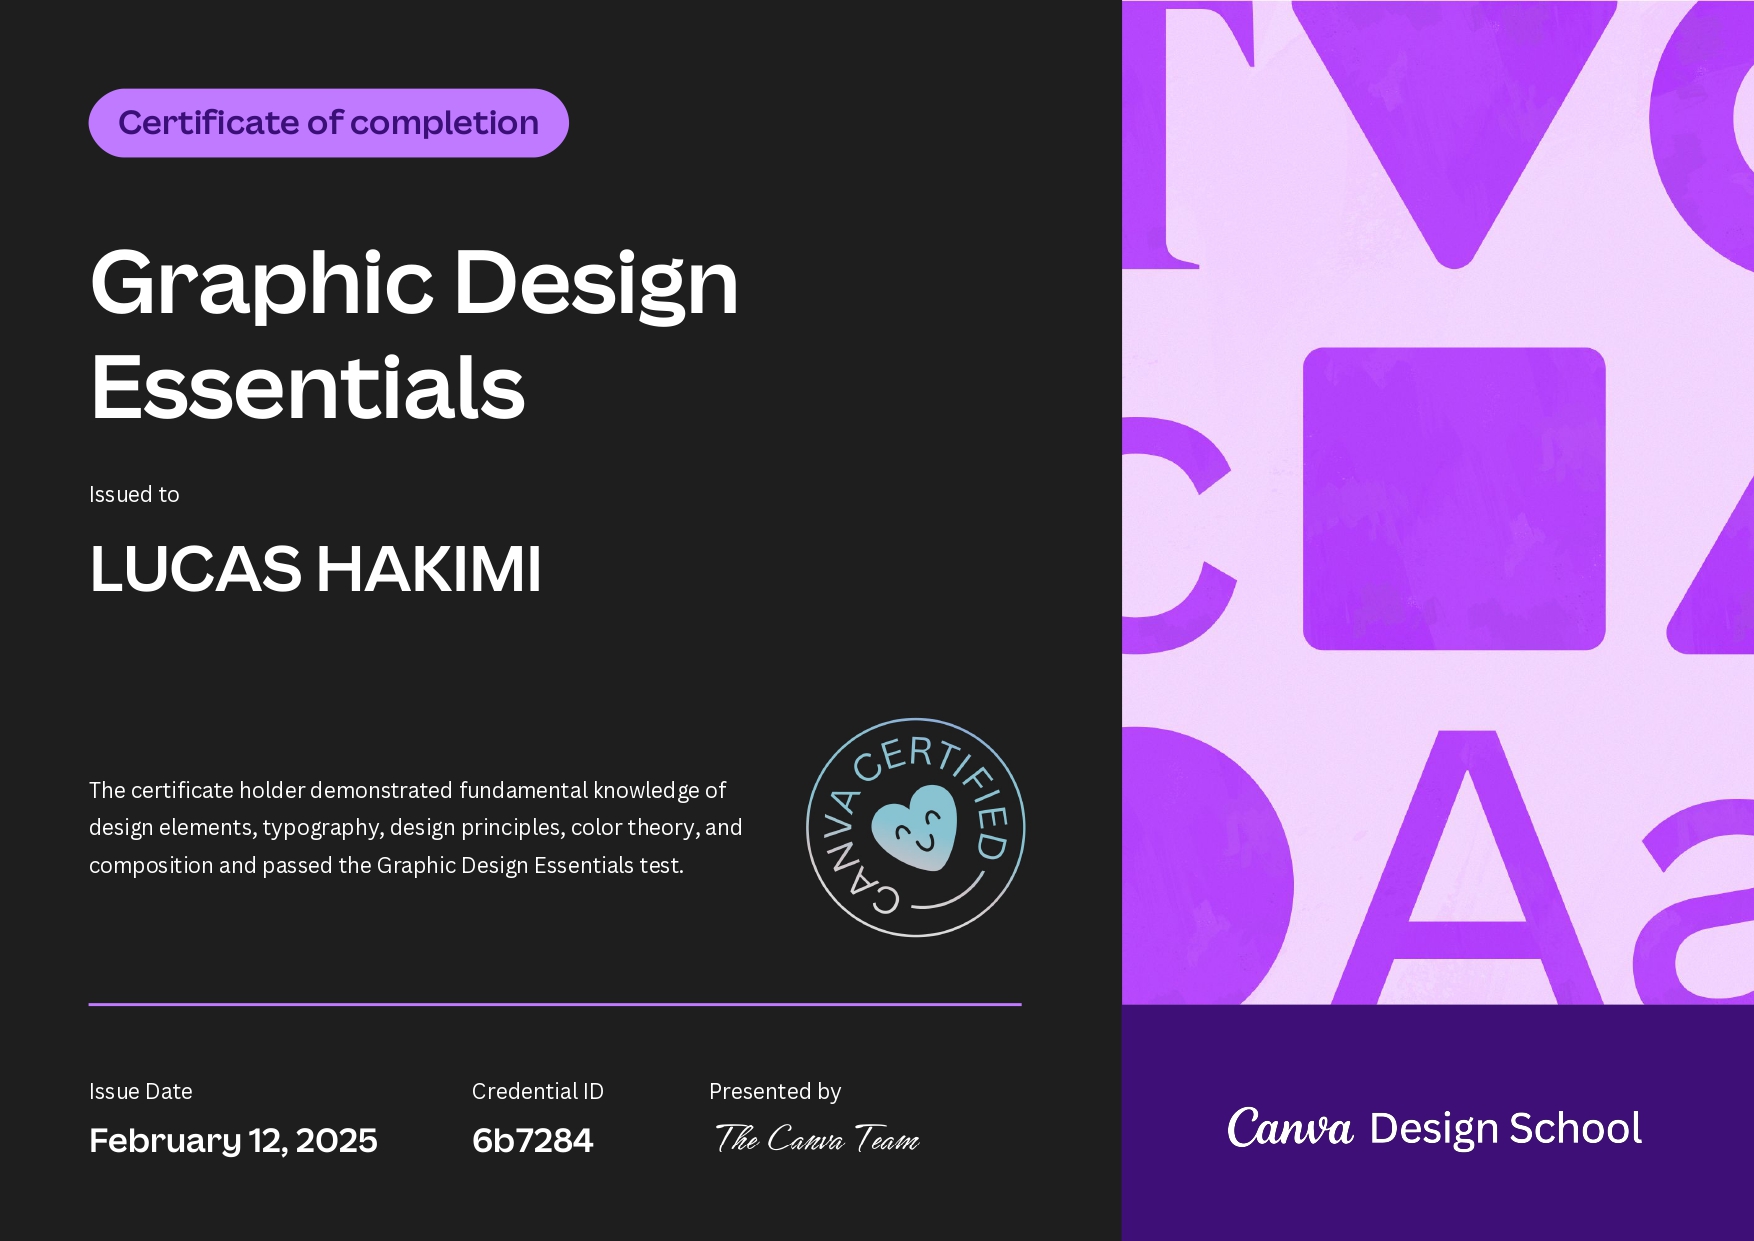 Certificate of completion
Graphic Design
Essentials
Issued to
LUCAS HAKIMI
The certificate holder demonstrated fundamental knowledge of
design elements, typography, design principles, color theory, and
composition and passed the Graphic Design Essentials test.
CANVA CERTIFIED
Issue Date
February 12, 2025
Credential ID
6b7284
Presented by
The Canva Team
c
A
a
Canva Design School